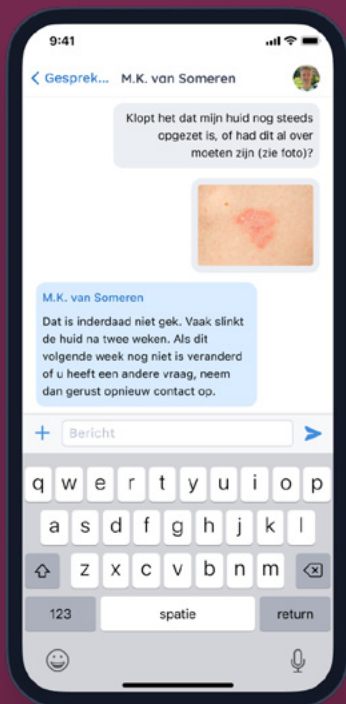 9:41
Gesprek... M.K. van Someren
Klopt het dat mijn huid nog steeds
opgezet is, of had dit al over
moeten zijn (zie foto)?
M.K. van Someren
Dat is inderdaad niet gek. Vaak slinkt
de huid na twee weken. Als dit
volgende week nog niet is veranderd
of u heeft een andere vraag, neem
dan gerust opnieuw contact op.
Bericht
q w e r t y u i o p
a s d f g h j k l
z x c v b n m
123 spatie return